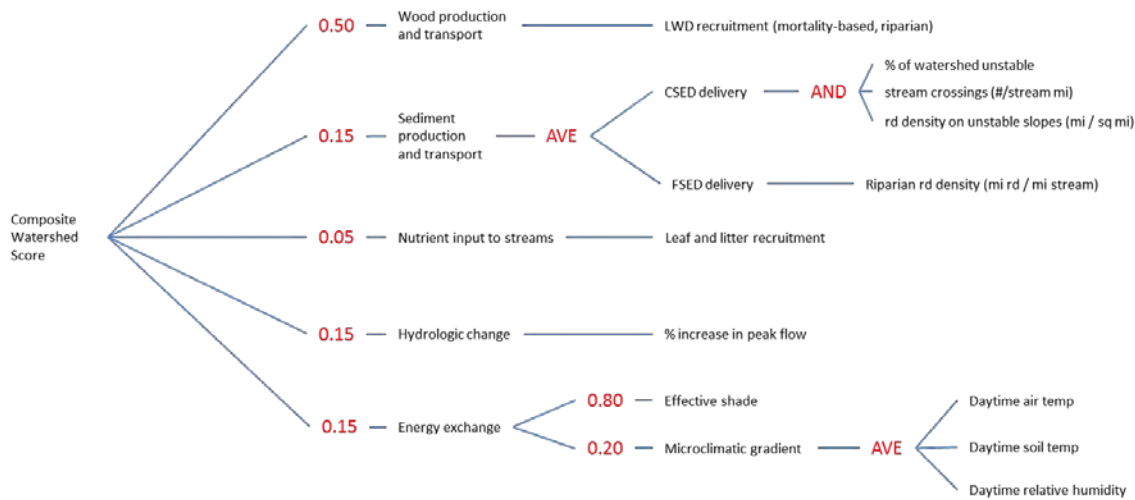 0.50
Wood production
and transport
LWD recruitment (mortality-based, riparian)
% of watershed unstable
CSED delivery
AND
stream crossings (#/stream mi)
rd density on unstable slopes (mi / sq mi)
0.15
Sediment
production
and transport
AVE
FSED delivery
Riparian rd density (mi rd / mi stream)
Composite
Watershed
Score
0.05
Nutrient input to streams
Leaf and litter recruitment
0.15
Hydrologic change
% increase in peak flow
0.15
Energy exchange
0.80
Effective shade
0.20
Microclimatic gradient
AVE
Daytime air temp
Daytime soil temp
Daytime relative humidity